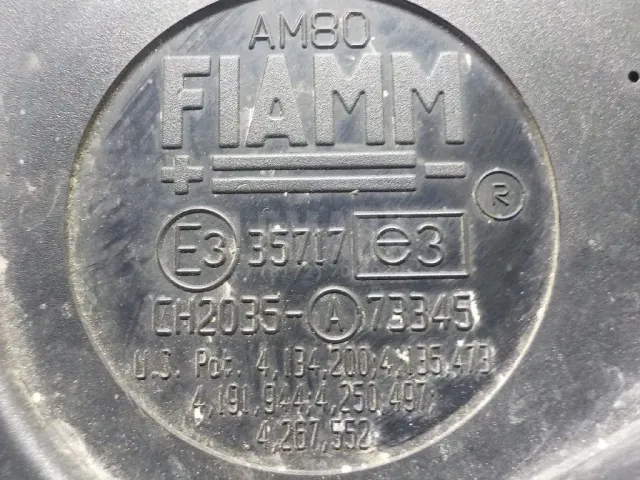 AM80
FIAMM
+ -
®
E3 35717 e3
CH2035-A 73345
U.S. Pat. 4,134,200;4,135,473
4,191,944;4,250,497;
4,267,552